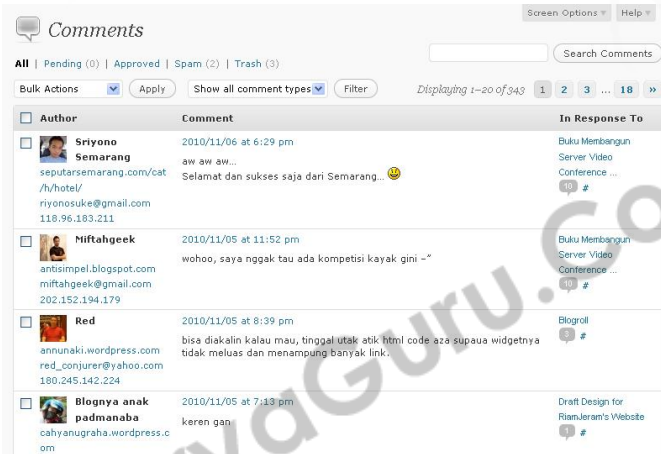 Screen Options Help
Comments
All | Pending (0) | Approved | Spam (2) | Trash (3)
Search Comments
Bulk Actions Apply Show all comment types Filter Displaying 1–20 of 343 1 2 3 ... 18 »
Author Comment In Response To
Sriyono
Semarang
seputarsemarang.com/cat
/h/hotel/
riyonosuke@gmail.com
118.96.183.211
2010/11/06 at 6:29 pm
aw aw aw...
Selamat dan sukses saja dari Semarang...
Buku Membangun
Server Video
Conference ...
10 #
Miftahgeek
antisimpel.blogspot.com
miftahgeek@gmail.com
202.152.194.179
2010/11/05 at 11:52 pm
wohoo, saya nggak tau ada kompetisi kayak gini –”
Buku Membangun
Server Video
Conference ...
10 #
Red
annunaki.wordpress.com
red_conjurer@yahoo.com
180.245.142.224
2010/11/05 at 8:39 pm
bisa diakalin kalau mau, tinggal utak atik html code aza supaua widgetnya
tidak meluas dan menampung banyak link.
Blogroll
3 #
Blognya anak
padmanaba
cahyanugraha.wordpress.c
om
2010/11/05 at 7:13 pm
keren gan
Draft Design for
RiamJeram's Website
1 #
yaGuru.Co